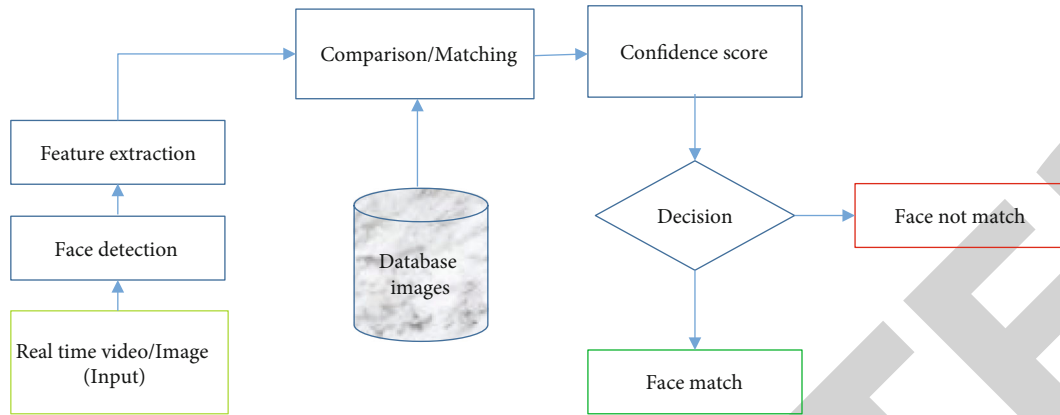 Comparison/Matching
Confidence score
Feature extraction
Decision
Face not match
Face detection
Database
images
Real time video/Image
(Input)
Face match